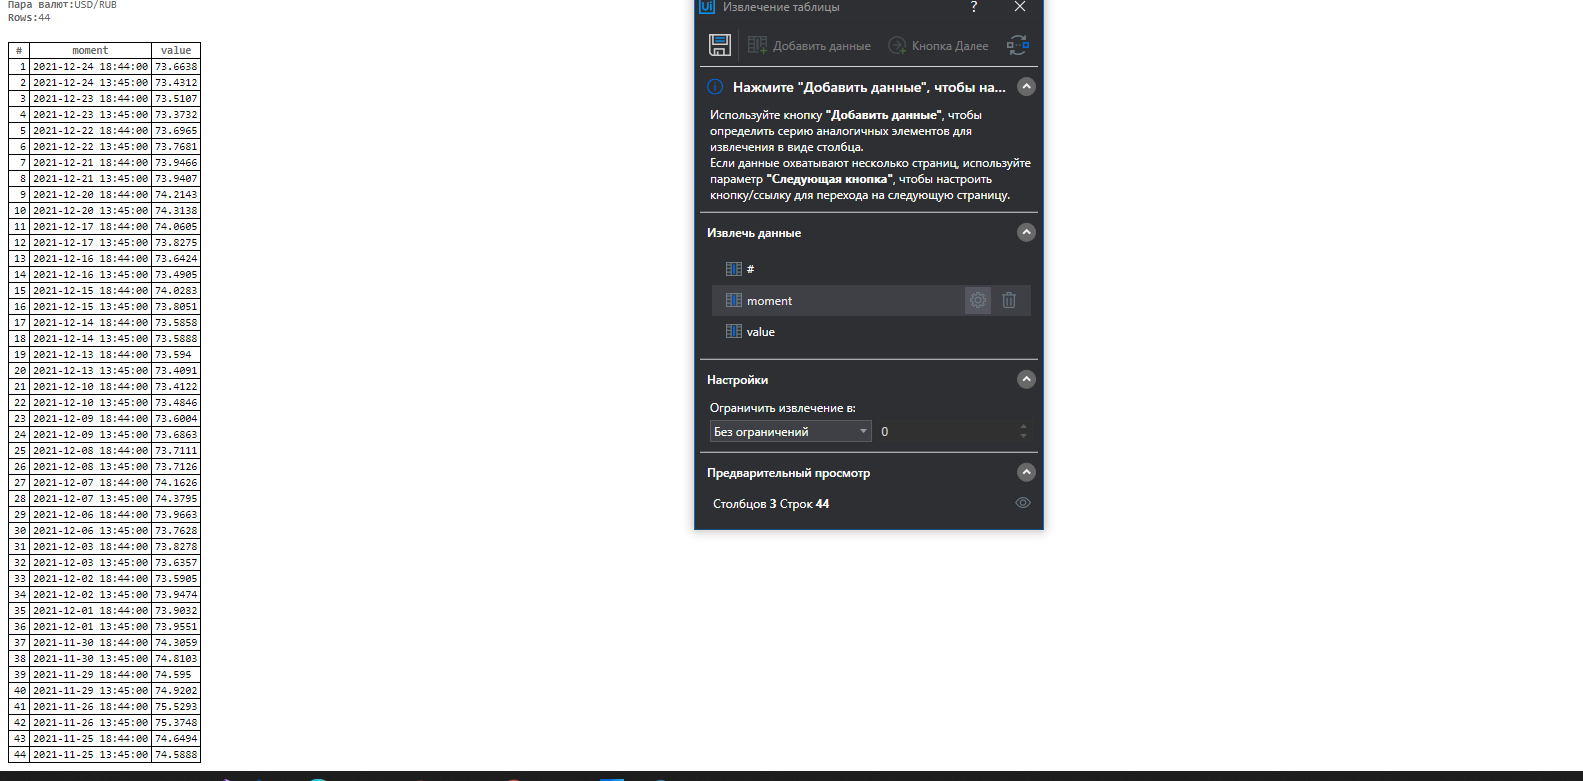 Пара валют:USD/RUB
Rows:44
# moment value
1 2021-12-24 18:44:00 73.6638
2 2021-12-24 13:45:00 73.4312
3 2021-12-23 18:44:00 73.5107
4 2021-12-23 13:45:00 73.3732
5 2021-12-22 18:44:00 73.6965
6 2021-12-22 13:45:00 73.7681
7 2021-12-21 18:44:00 73.9466
8 2021-12-21 13:45:00 73.9407
9 2021-12-20 18:44:00 74.2143
10 2021-12-20 13:45:00 74.3138
11 2021-12-17 18:44:00 74.0605
12 2021-12-17 13:45:00 73.8275
13 2021-12-16 18:44:00 73.6424
14 2021-12-16 13:45:00 73.4905
15 2021-12-15 18:44:00 74.0283
16 2021-12-15 13:45:00 73.8051
17 2021-12-14 18:44:00 73.5858
18 2021-12-14 13:45:00 73.5888
19 2021-12-13 18:44:00 73.594
20 2021-12-13 13:45:00 73.4091
21 2021-12-10 18:44:00 73.4122
22 2021-12-10 13:45:00 73.4846
23 2021-12-09 18:44:00 73.6004
24 2021-12-09 13:45:00 73.6863
25 2021-12-08 18:44:00 73.7111
26 2021-12-08 13:45:00 73.7126
27 2021-12-07 18:44:00 74.1626
28 2021-12-07 13:45:00 74.3795
29 2021-12-06 18:44:00 73.9663
30 2021-12-06 13:45:00 73.7628
31 2021-12-03 18:44:00 73.8278
32 2021-12-03 13:45:00 73.6357
33 2021-12-02 18:44:00 73.5905
34 2021-12-02 13:45:00 73.9474
35 2021-12-01 18:44:00 73.9032
36 2021-12-01 13:45:00 73.9551
37 2021-11-30 18:44:00 74.3059
38 2021-11-30 13:45:00 74.8103
39 2021-11-29 18:44:00 74.595
40 2021-11-29 13:45:00 74.9202
41 2021-11-26 18:44:00 75.5293
42 2021-11-26 13:45:00 75.3748
43 2021-11-25 18:44:00 74.6494
44 2021-11-25 13:45:00 74.5888
Ui Извлечение таблицы ?
Добавить данные Кнопка Далее
Нажмите "Добавить данные", чтобы на...
Используйте кнопку "Добавить данные", чтобы
определить серию аналогичных элементов для
извлечения в виде столбца.
Если данные охватывают несколько страниц, используйте
параметр "Следующая кнопка", чтобы настроить
кнопку/ссылку для перехода на следующую страницу.
Извлечь данные
#
moment
value
Настройки
Ограничить извлечение в:
Без ограничений 0
Предварительный просмотр
Столбцов 3 Строк 44